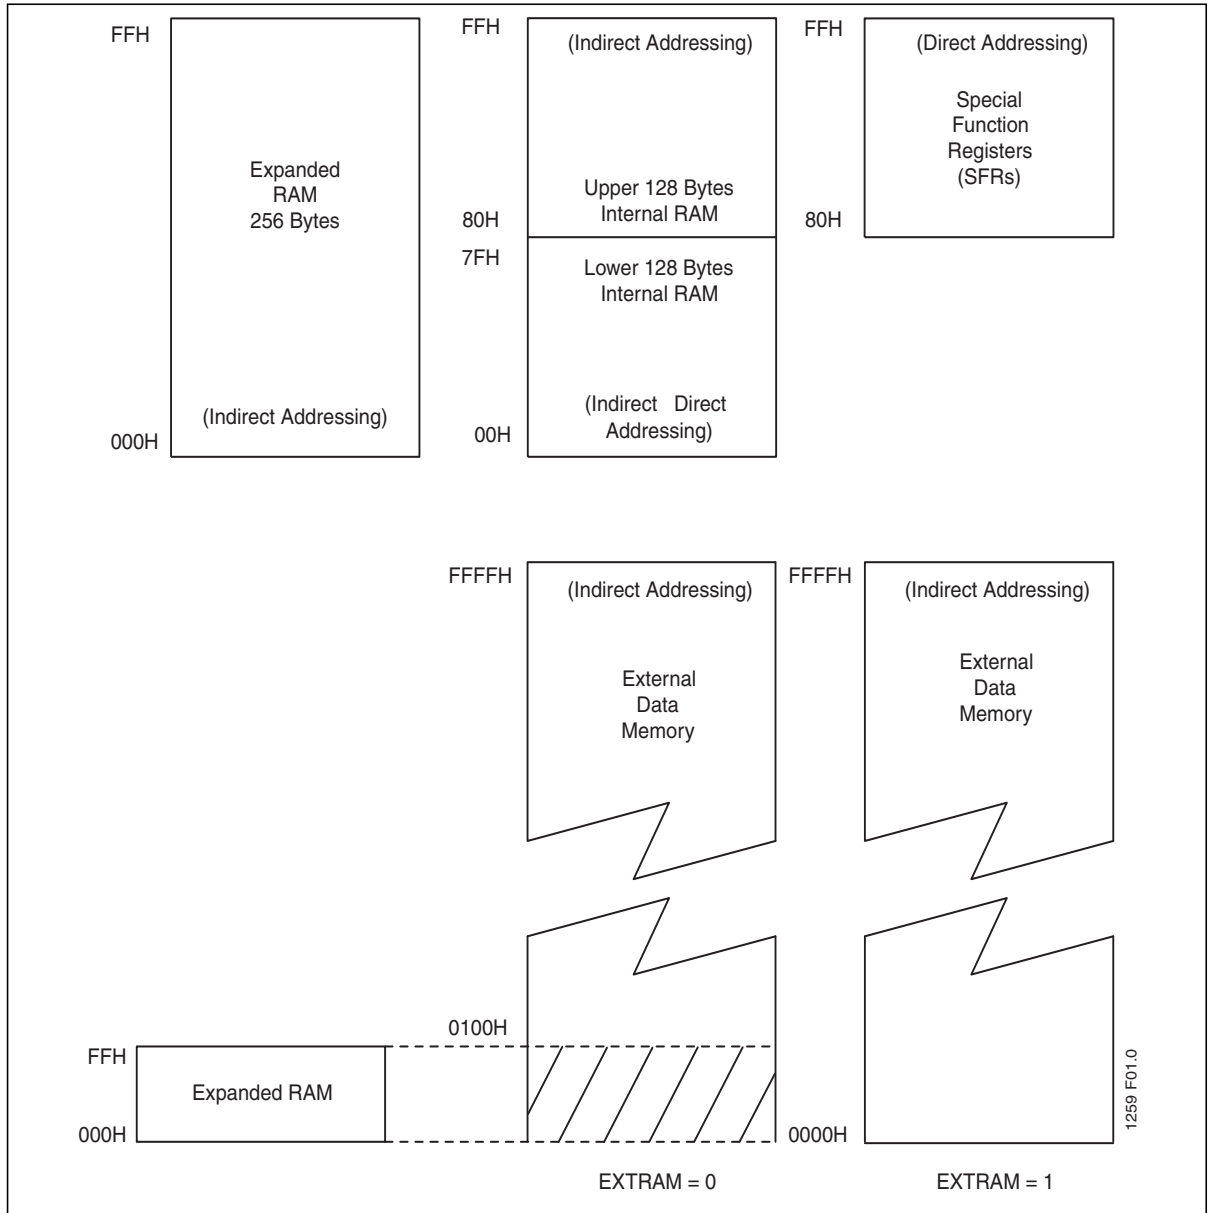 FFH
Expanded
RAM
256 Bytes
(Indirect Addressing)
000H
FFH
(Indirect Addressing)
Upper 128 Bytes
Internal RAM
80H
7FH
Lower 128 Bytes
Internal RAM
(Indirect Direct
Addressing)
00H
FFH
(Direct Addressing)
Special
Function
Registers
(SFRs)
80H
FFFFH
(Indirect Addressing)
External
Data
Memory
FFFFH
(Indirect Addressing)
External
Data
Memory
0100H
FFH
Expanded RAM
000H
0000H
EXTRAM = 0
EXTRAM = 1
1259 F01.0